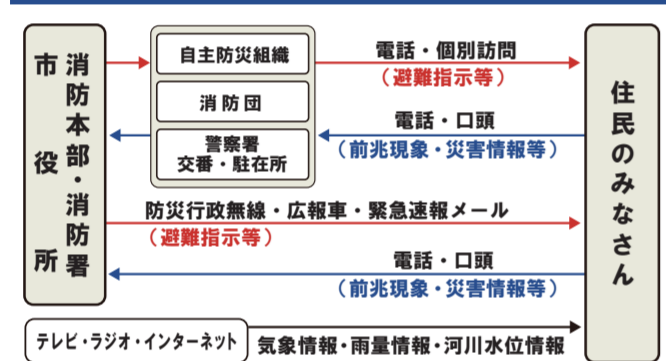 市役所
消防本部・消防署
自主防災組織
消防団
警察署
交番・駐在所
電話・個別訪問
（避難指示等）
電話・口頭
（前兆現象・災害情報等）
防災行政無線・広報車・緊急速報メール
（避難指示等）
電話・口頭
（前兆現象・災害情報等）
住民のみなさん
テレビ・ラジオ・インターネット
気象情報・雨量情報・河川水位情報